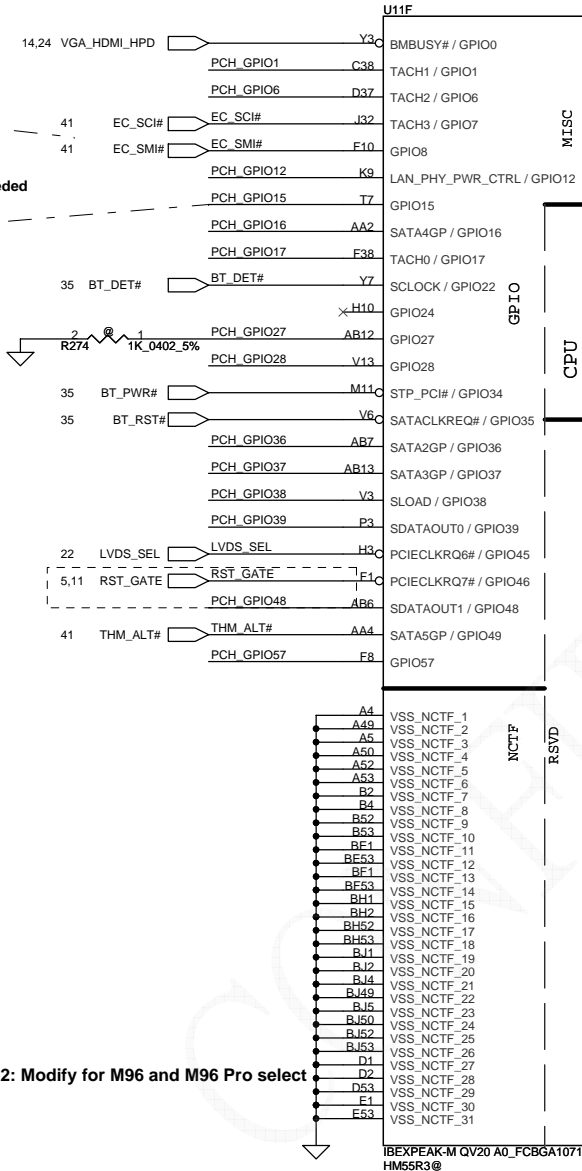 U11F
14,24 VGA_HDMI_HPD Y3 BMBUSY# / GPIO0
PCH_GPIO1 C38 TACH1 / GPIO1
PCH_GPIO6 D37 TACH2 / GPIO6
41 EC_SCI# EC_SCI# J32 TACH3 / GPIO7
41 EC_SMI# EC_SMI# F10 GPIO8
PCH_GPIO12 K9 LAN_PHY_PWR_CTRL / GPIO12
eded
PCH_GPIO15 T7 GPIO15
PCH_GPIO16 AA2 SATA4GP / GPIO16
PCH_GPIO17 F38 TACH0 / GPIO17
35 BT_DET# BT_DET# Y7 SCLOCK / GPIO22
H10 GPIO24
2 @ 1 PCH_GPIO27 AB12 GPIO27
R274 1K_0402_5%
PCH_GPIO28 V13 GPIO28
35 BT_PWR# M11 STP_PCI# / GPIO34
35 BT_RST# V6 SATACLKREQ# / GPIO35
PCH_GPIO36 AB7 SATA2GP / GPIO36
PCH_GPIO37 AB13 SATA3GP / GPIO37
PCH_GPIO38 V3 SLOAD / GPIO38
PCH_GPIO39 P3 SDATAOUT0 / GPIO39
22 LVDS_SEL LVDS_SEL H3 PCIECLKRQ6# / GPIO45
5,11 RST_GATE RST_GATE F1 PCIECLKRQ7# / GPIO46
PCH_GPIO48 AB6 SDATAOUT1 / GPIO48
41 THM_ALT# THM_ALT# AA4 SATA5GP / GPIO49
PCH_GPIO57 F8 GPIO57
MISC
GPIO
CPU
NCTF
RSVD
A4 VSS_NCTF_1
A49 VSS_NCTF_2
A5 VSS_NCTF_3
A50 VSS_NCTF_4
A52 VSS_NCTF_5
A53 VSS_NCTF_6
B2 VSS_NCTF_7
B4 VSS_NCTF_8
B52 VSS_NCTF_9
B53 VSS_NCTF_10
BE1 VSS_NCTF_11
BE53 VSS_NCTF_12
BF1 VSS_NCTF_13
BF53 VSS_NCTF_14
BH1 VSS_NCTF_15
BH2 VSS_NCTF_16
BH52 VSS_NCTF_17
BH53 VSS_NCTF_18
BJ1 VSS_NCTF_19
BJ2 VSS_NCTF_20
BJ4 VSS_NCTF_21
BJ49 VSS_NCTF_22
BJ5 VSS_NCTF_23
BJ50 VSS_NCTF_24
BJ52 VSS_NCTF_25
BJ53 VSS_NCTF_26
D1 VSS_NCTF_27
D2 VSS_NCTF_28
D53 VSS_NCTF_29
E1 VSS_NCTF_30
E53 VSS_NCTF_31
2: Modify for M96 and M96 Pro select
IBEXPEAK-M QV20 A0_FCBGA1071
HM55R3@